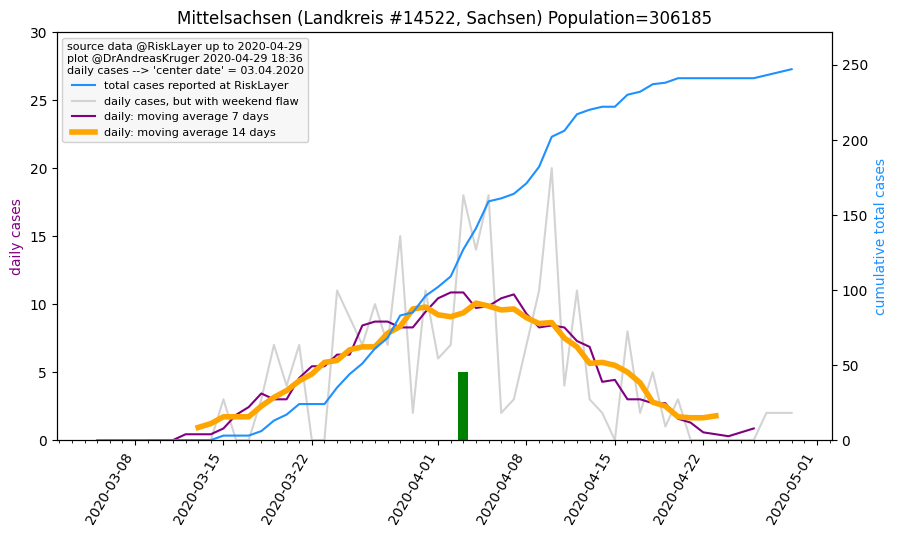 Mittelsachsen (Landkreis #14522, Sachsen) Population=306185
source data @RiskLayer up to 2020-04-29
plot @DrAndreasKruger 2020-04-29 18:36
daily cases --> 'center date' = 03.04.2020
total cases reported at RiskLayer
daily cases, but with weekend flaw
daily: moving average 7 days
daily: moving average 14 days
daily cases
30
25
20
15
10
5
0
cumulative total cases
250
200
150
100
50
0
2020-03-08
2020-03-15
2020-03-22
2020-04-01
2020-04-08
2020-04-15
2020-04-22
2020-05-01